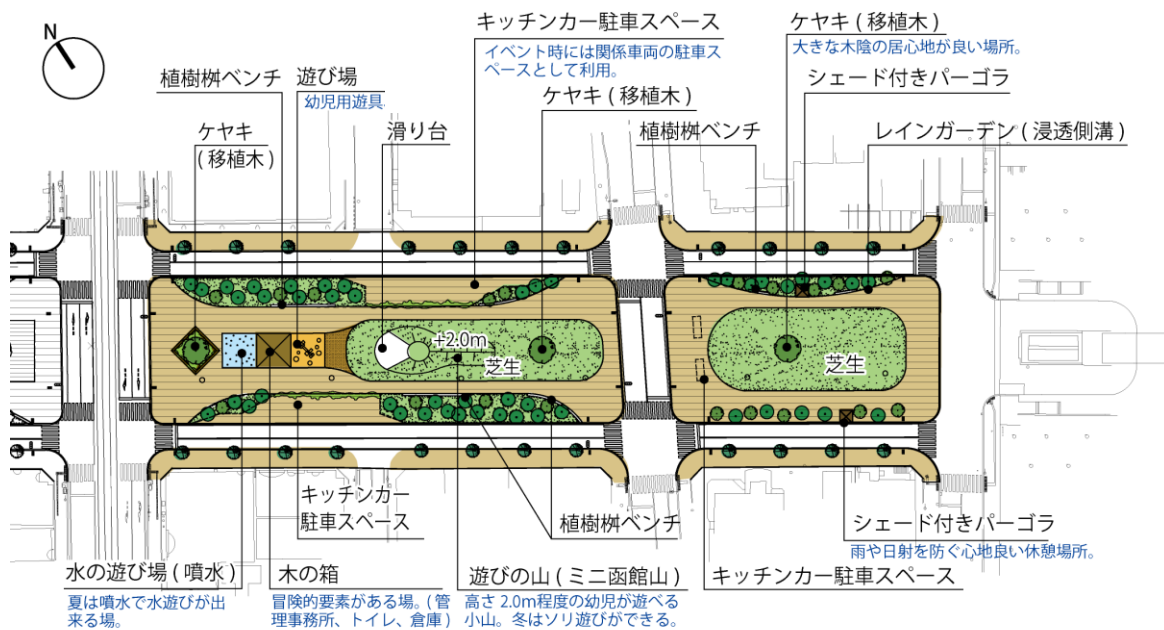 N
キッチンカー駐車スペース
イベント時には関係車両の駐車ス
ペースとして利用。
ケヤキ(移植木)
大きな木陰の居心地が良い場所。
植樹桝ベンチ
遊び場
幼児用遊具
ケヤキ(移植木)
シェード付きパーゴラ
ケヤキ
(移植木)
滑り台
植樹桝ベンチ
レインガーデン(浸透側溝)
+2.0m
芝生
芝生
キッチンカー
駐車スペース
植樹桝ベンチ
シェード付きパーゴラ
雨や日射を防ぐ心地良い休憩場所。
水の遊び場(噴水)
夏は噴水で水遊びが出
来る場。
木の箱
冒険的要素がある場。(管
理事務所、トイレ、倉庫)
遊びの山(ミニ函館山)
高さ 2.0m程度の幼児が遊べる
小山。冬はソリ遊びができる。
キッチンカー駐車スペース